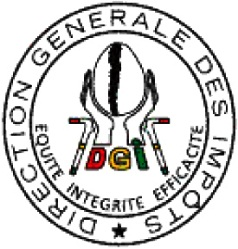 DIRECTION GENERALE DES IMPÔTS
DGI
EQUITE INTEGRITE EFFICACITE